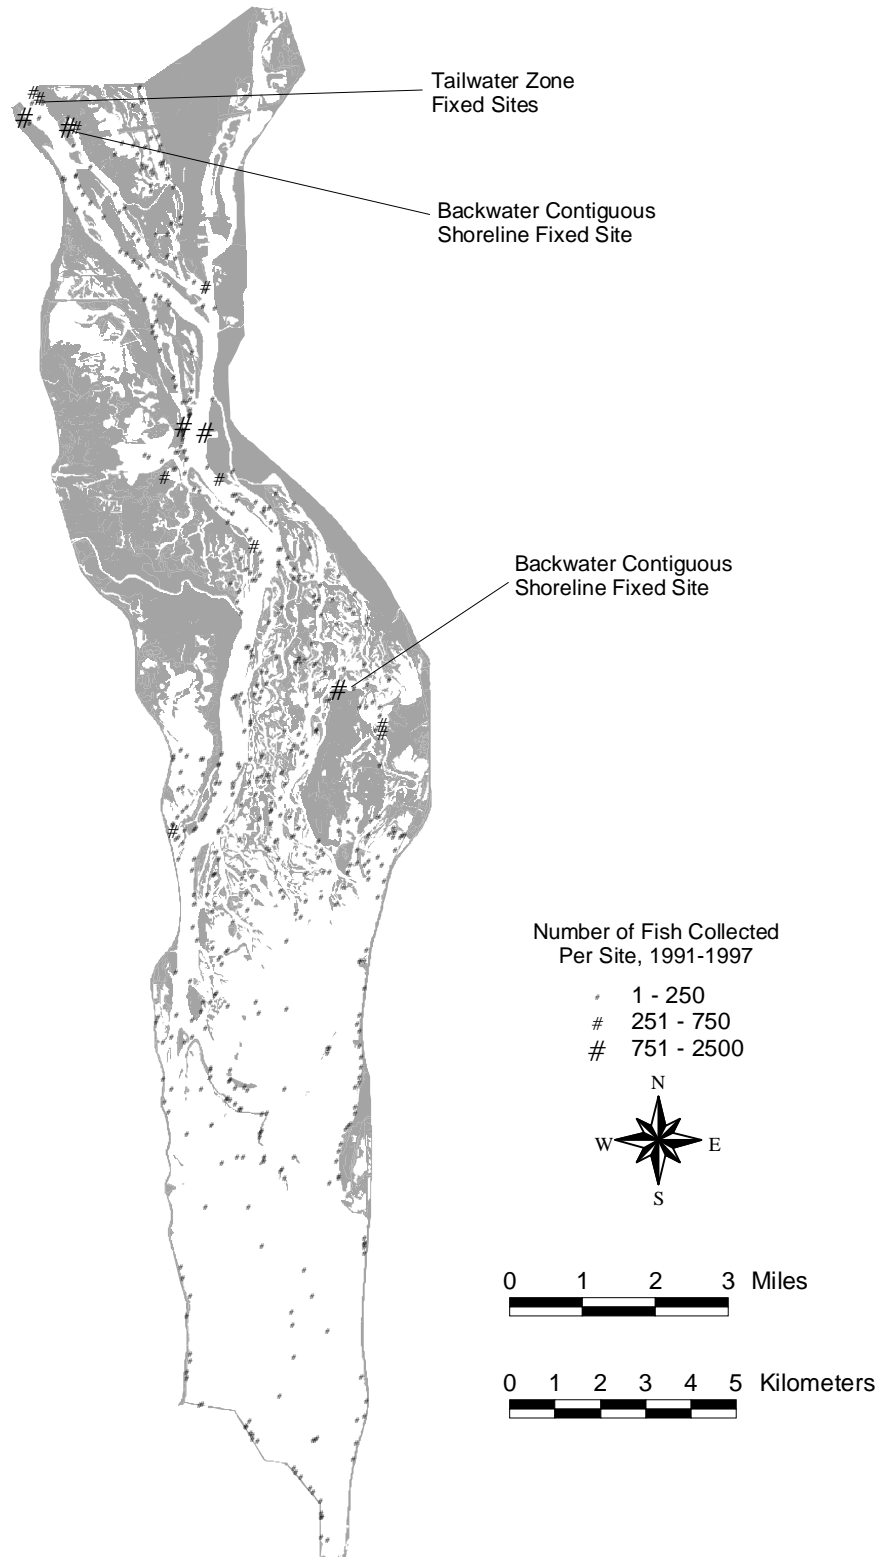 Tailwater Zone
Fixed Sites
Backwater Contiguous
Shoreline Fixed Site
Backwater Contiguous
Shoreline Fixed Site
Number of Fish Collected
Per Site, 1991-1997
# 1 - 250
# 251 - 750
# 751 - 2500
N
W E
S
0 1 2 3 Miles
0 1 2 3 4 5 Kilometers